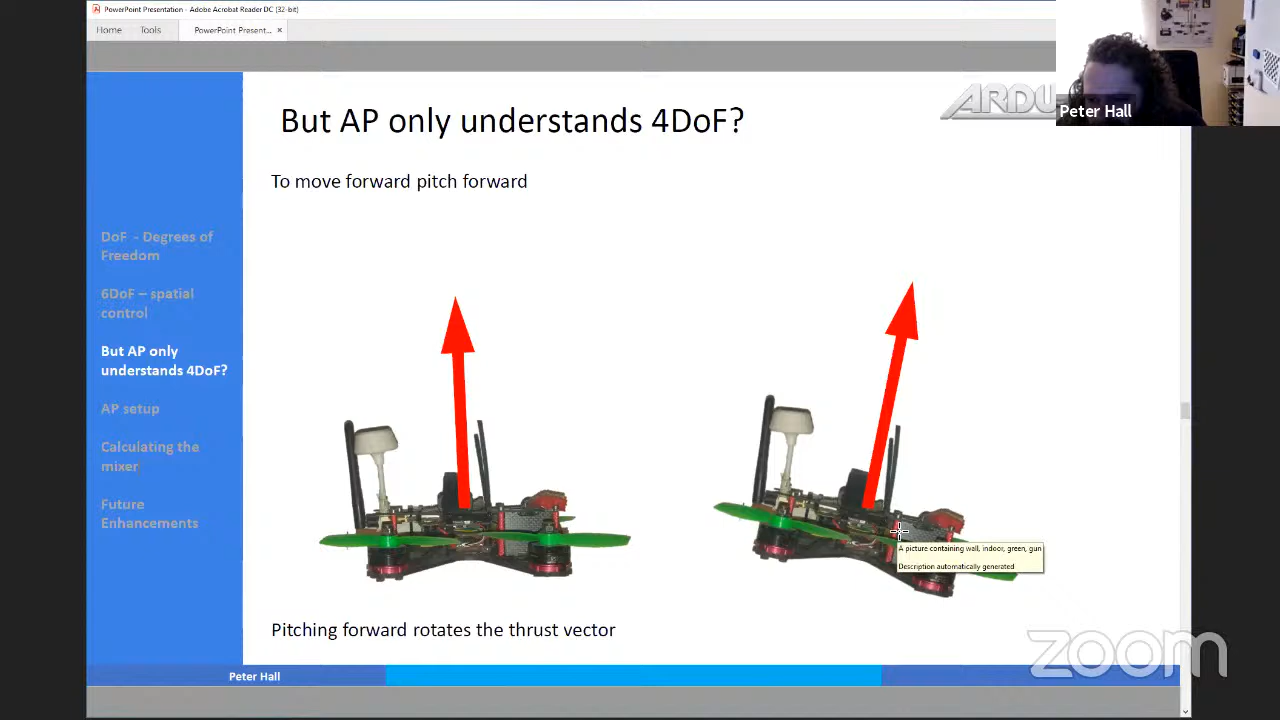 PowerPoint Presentation - Adobe Acrobat Reader DC (32-bit)
Home Tools PowerPoint Present... ×
But AP only understands 4DoF?
ARDU
Peter Hall
To move forward pitch forward
DoF - Degrees of
Freedom
6DoF – spatial
control
But AP only
understands 4DoF?
AP setup
Calculating the
mixer
Future
Enhancements
A picture containing wall, indoor, green, gun
Description automatically generated
Pitching forward rotates the thrust vector
zoom
Peter Hall